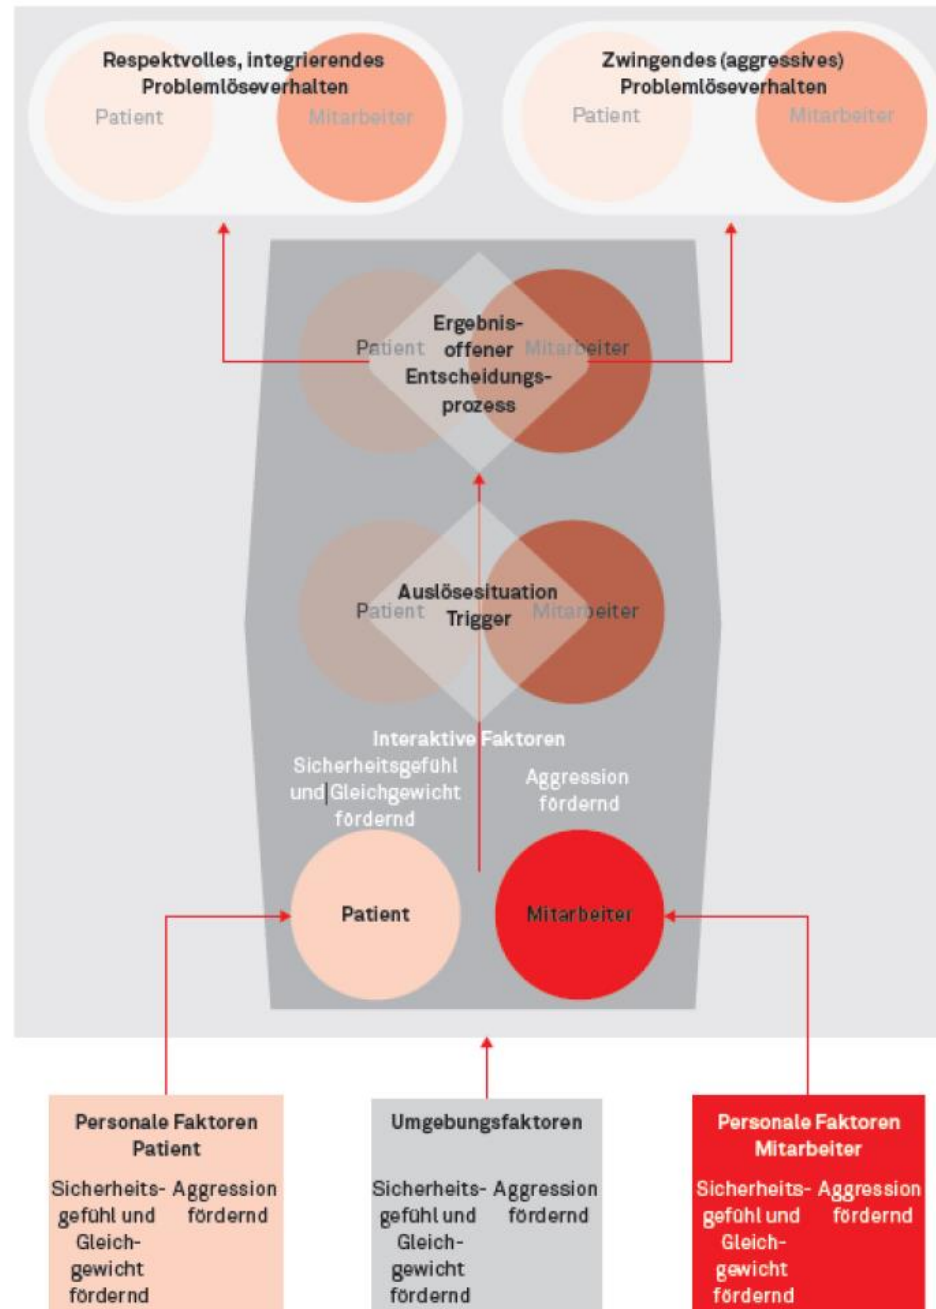 Respektvolles, integrierendes
Problemlöseverhalten
Patient
Mitarbeiter
Zwingendes (aggressives)
Problemlöseverhalten
Patient
Mitarbeiter
Ergebnis-
offener
Entscheidungs-
prozess
Patient
Mitarbeiter
Auslösesituation
Trigger
Patient
Mitarbeiter
Interaktive Faktoren
Sicherheitsgefühl
und Gleichgewicht
fördernd
Aggression
fördernd
Patient
Mitarbeiter
Personale Faktoren
Patient
Sicherheits-
gefühl und
Gleich-
gewicht
fördernd
Aggression
fördernd
Umgebungsfaktoren
Sicherheits-
gefühl und
Gleich-
gewicht
fördernd
Aggression
fördernd
Personale Faktoren
Mitarbeiter
Sicherheits-
gefühl und
Gleich-
gewicht
fördernd
Aggression
fördernd